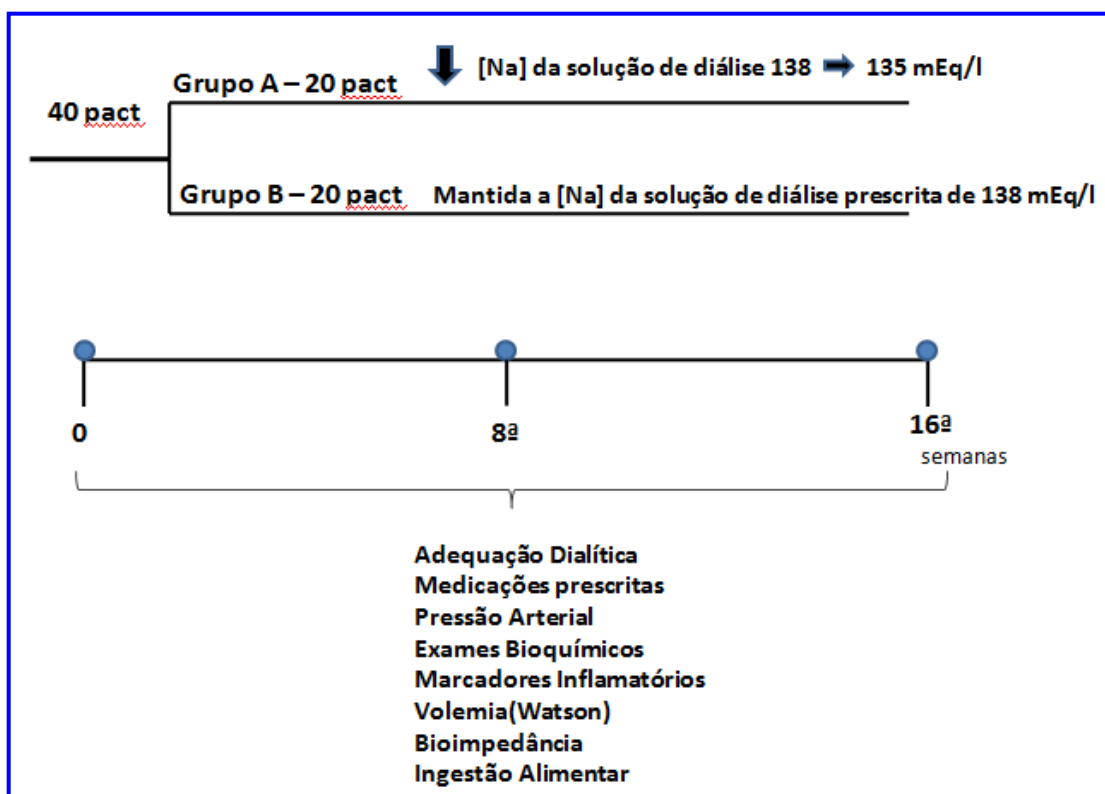 Grupo A – 20 pact
[Na] da solução de diálise 138 → 135 mEq/l
40 pact
Grupo B – 20 pact
Mantida a [Na] da solução de diálise prescrita de 138 mEq/l
0
8ª
16ª
semanas
Adequação Dialítica
Medicações prescritas
Pressão Arterial
Exames Bioquímicos
Marcadores Inflamatórios
Volemia(Watson)
Bioimpedância
Ingestão Alimentar